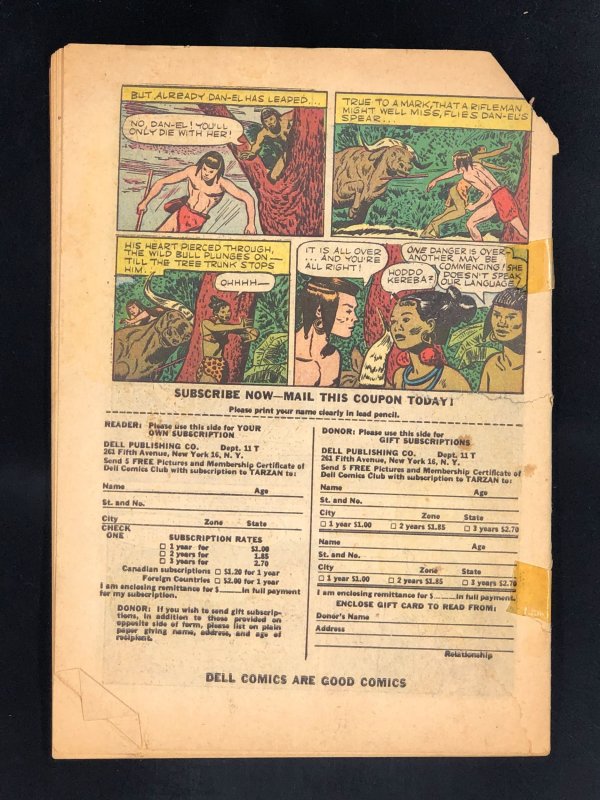 BUT, ALREADY DAN-EL HAS LEAPED....
NO, DAN-EL! YOU'LL
ONLY DIE WITH HER!
TRUE TO A MARK, THAT A RIFLEMAN
MIGHT WELL MISS, FLIES DAN-EL'S
SPEAR...
HIS HEART PIERCED THROUGH,
THE WILD BULL PLUNGES ON—
TILL THE TREE TRUNK STOPS
HIM...
OHHHH—
IT IS ALL OVER
... AND YOU'RE
ALL RIGHT!
HODDO
KEREBA?
ONE DANGER IS OVER—
ANOTHER MAY BE
COMMENCING! SHE
DOESN'T SPEAK
OUR LANGUAGE!
SUBSCRIBE NOW—MAIL THIS COUPON TODAY!
Please print your name clearly in lead pencil.
READER: Please use this side for YOUR
OWN SUBSCRIPTION
DELL PUBLISHING CO. Dept. 11 T
261 Fifth Avenue, New York 16, N. Y.
Send 5 FREE Pictures and Membership Certificate of
Dell Comics Club with subscription to TARZAN to:
Name Age
St. and No.
City Zone State
CHECK
ONE
SUBSCRIPTION RATES
1 year for $1.00
2 years for 1.85
3 years for 2.70
Canadian subscriptions $1.20 for 1 year
Foreign Countries $2.00 for 1 year
I am enclosing remittance for $____in full payment
for my subscription.
DONOR: If you wish to send gift subscrip-
tions, in addition to those provided on
opposite side of form, please list on plain
paper giving name, address, and age of
recipient.
DONOR: Please use this side for
GIFT SUBSCRIPTIONS
DELL PUBLISHING CO. Dept. 11 T
261 Fifth Avenue, New York 16, N. Y.
Send 5 FREE Pictures and Membership Certificate of
Dell Comics Club with subscription to TARZAN to:
Name Age
St. and No.
City Zone State
1 year $1.00 2 years $1.85 3 years $2.70
Name Age
St. and No.
City Zone State
1 year $1.00 2 years $1.85 3 years $2.70
I am enclosing remittance for $____in full payment.
ENCLOSE GIFT CARD TO READ FROM:
Donor's Name
Address
Relationship
DELL COMICS ARE GOOD COMICS